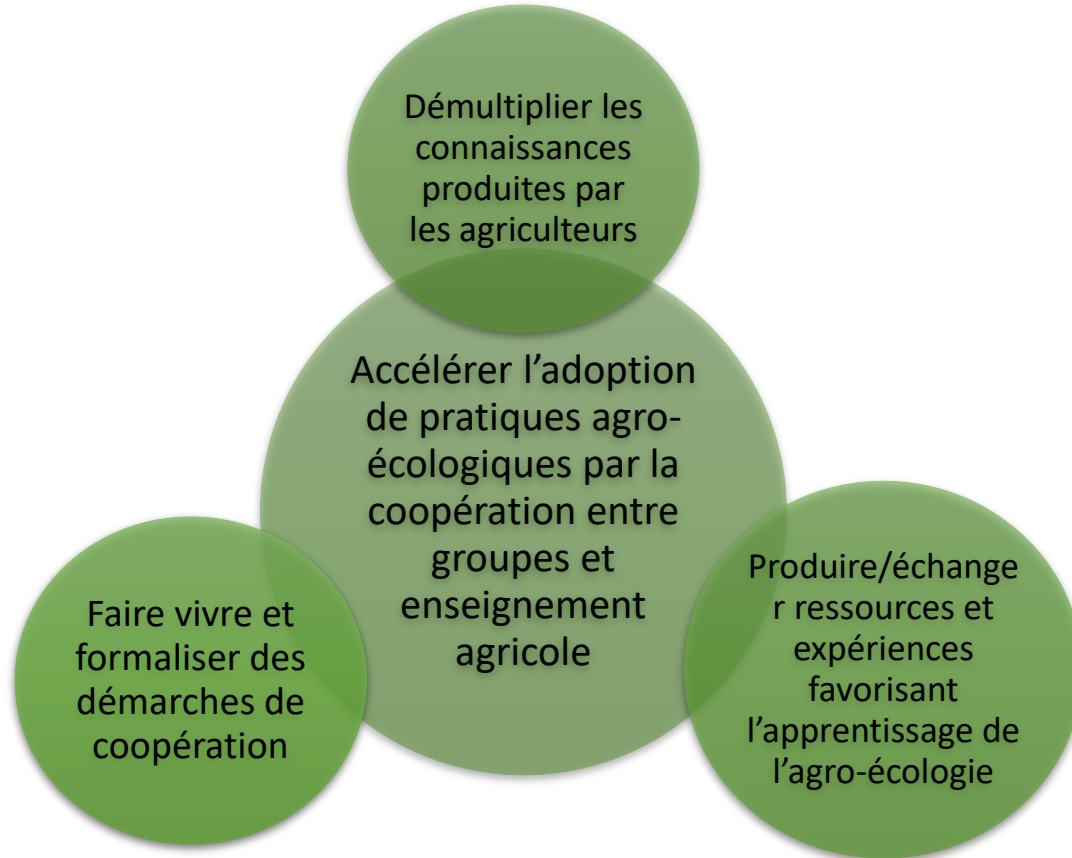 Démultiplier les
connaissances
produites par
les agriculteurs
Accélérer l’adoption
de pratiques agro-
écologiques par la
coopération entre
groupes et
enseignement
agricole
Faire vivre et
formaliser des
démarches de
coopération
Produire/échange
r ressources et
expériences
favorisant
l’apprentissage de
l’agro-écologie